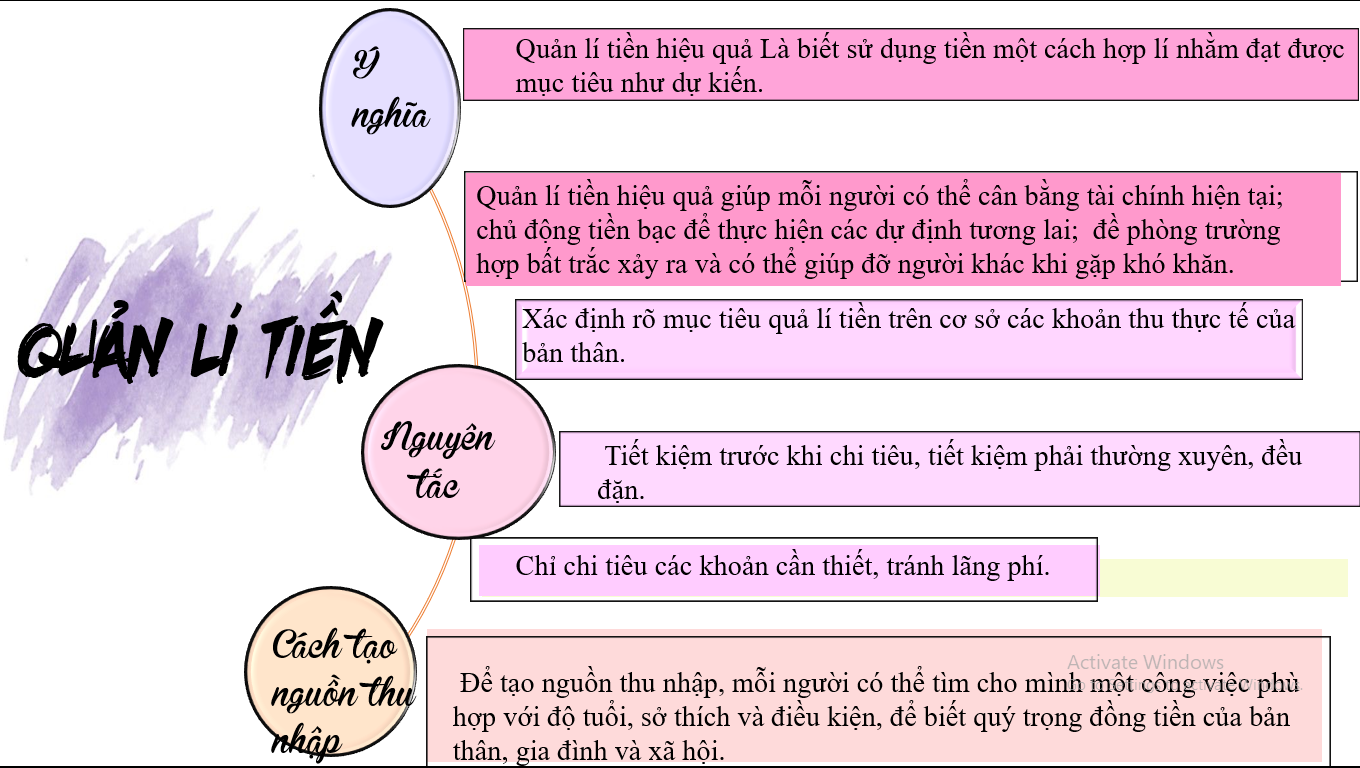 Ý
nghĩa
Quản lí tiền hiệu quả Là biết sử dụng tiền một cách hợp lí nhằm đạt được
mục tiêu như dự kiến.
Quản lí tiền hiệu quả giúp mỗi người có thể cân bằng tài chính hiện tại;
chủ động tiền bạc để thực hiện các dự định tương lai; đề phòng trường
hợp bất trắc xảy ra và có thể giúp đỡ người khác khi gặp khó khăn.
QUẢN LÍ TIỀN
Xác định rõ mục tiêu quả lí tiền trên cơ sở các khoản thu thực tế của
bản thân.
Nguyên
tắc
Tiết kiệm trước khi chi tiêu, tiết kiệm phải thường xuyên, đều
đặn.
Chỉ chi tiêu các khoản cần thiết, tránh lãng phí.
Cách tạo
nguồn thu
nhập
Activate Windows
Để tạo nguồn thu nhập, mỗi người có thể tìm cho mình một công việc phù
hợp với độ tuổi, sở thích và điều kiện, để biết quý trọng đồng tiền của bản
thân, gia đình và xã hội.